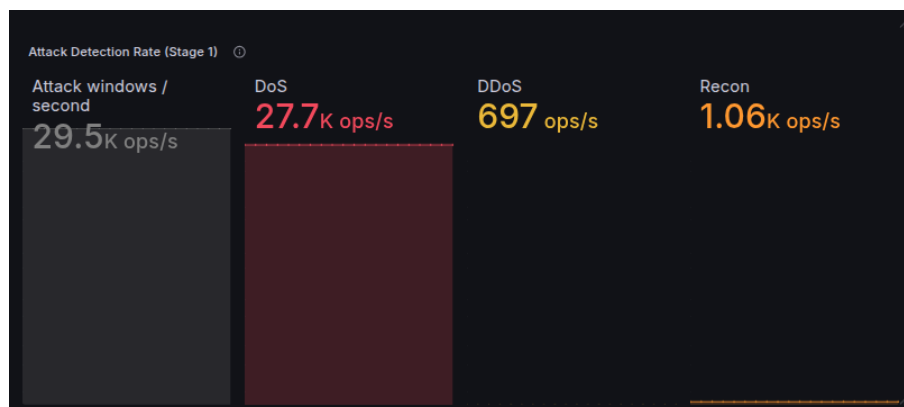 Attack Detection Rate (Stage 1)
Attack windows /
second
29.5K ops/s
DoS
27.7K ops/s
DDoS
697 ops/s
Recon
1.06K ops/s